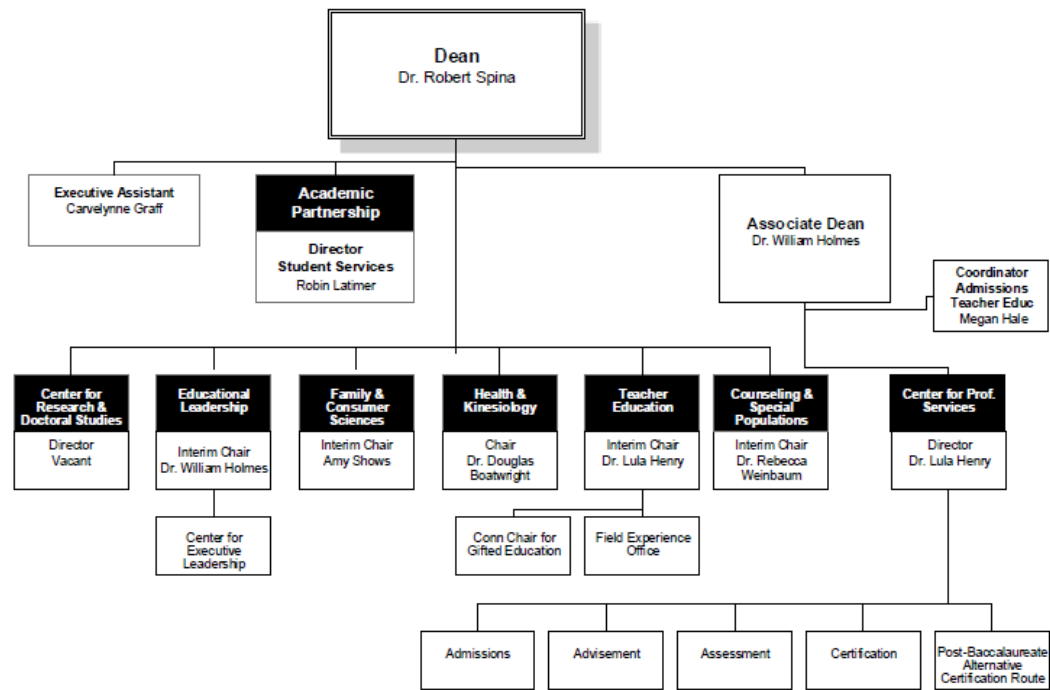 Dean
Dr. Robert Spina
Executive Assistant
Carvelynne Graff
Academic
Partnership
Director
Student Services
Robin Latimer
Associate Dean
Dr. William Holmes
Coordinator
Admissions
Teacher Educ
Megan Hale
Center for
Research &
Doctoral Studies
Director
Vacant
Educational
Leadership
Interim Chair
Dr. William Holmes
Family &
Consumer
Sciences
Interim Chair
Amy Shows
Health &
Kinesiology
Chair
Dr. Douglas
Boatwright
Teacher
Education
Interim Chair
Dr. Lula Henry
Counseling &
Special
Populations
Interim Chair
Dr. Rebecca
Weinbaum
Center for Prof.
Services
Director
Dr. Lula Henry
Center for
Executive
Leadership
Conn Chair for
Gifted Education
Field Experience
Office
Admissions
Advisement
Assessment
Certification
Post-Baccalaureate
Alternative
Certification Route